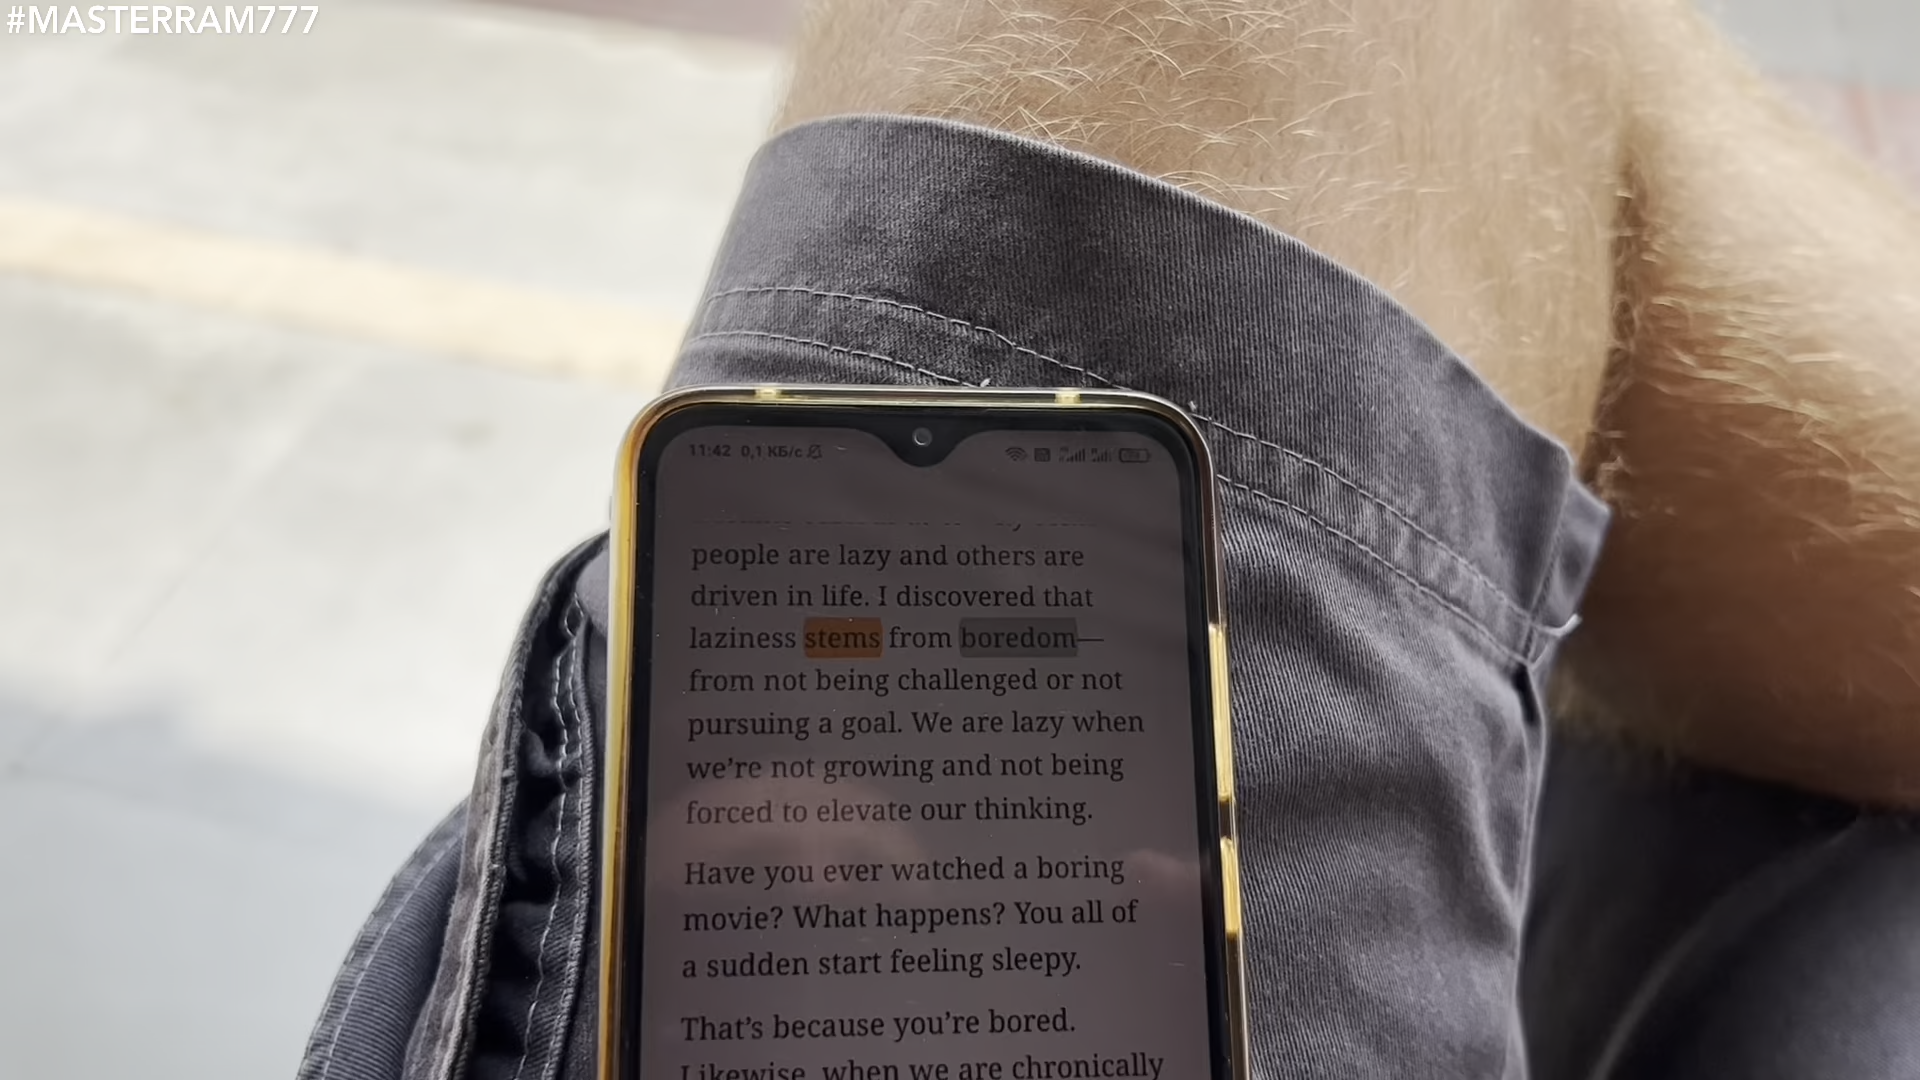 #MASTERRAM777
11:42 0,1 КБ/с
people are lazy and others are
driven in life. I discovered that
laziness stems from boredom—
from not being challenged or not
pursuing a goal. We are lazy when
we’re not growing and not being
forced to elevate our thinking.
Have you ever watched a boring
movie? What happens? You all of
a sudden start feeling sleepy.
That’s because you’re bored.
Likewise, when we are chronically